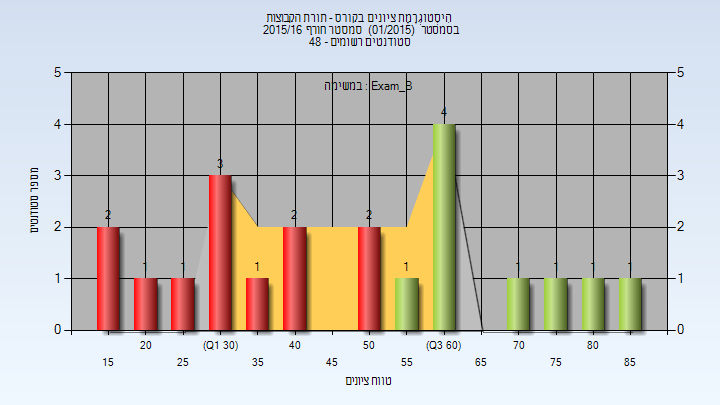 היסטוגרמת ציונים בקורס - תורת הקבוצות
בסמסטר (01/2015) סמסטר חורף 2015/16
סטודנטים רשומים - 48
במשימה : Exam_B
מספר סטודנטים
5 5
4 4
3 3
2 2
1 1
0 0
2 1 1 3 1 2 2 1 4 1 1 1 1
20 (Q1 30) 40 50 (Q3 60) 70 80
15 25 35 45 55 65 75 85
טווח ציונים